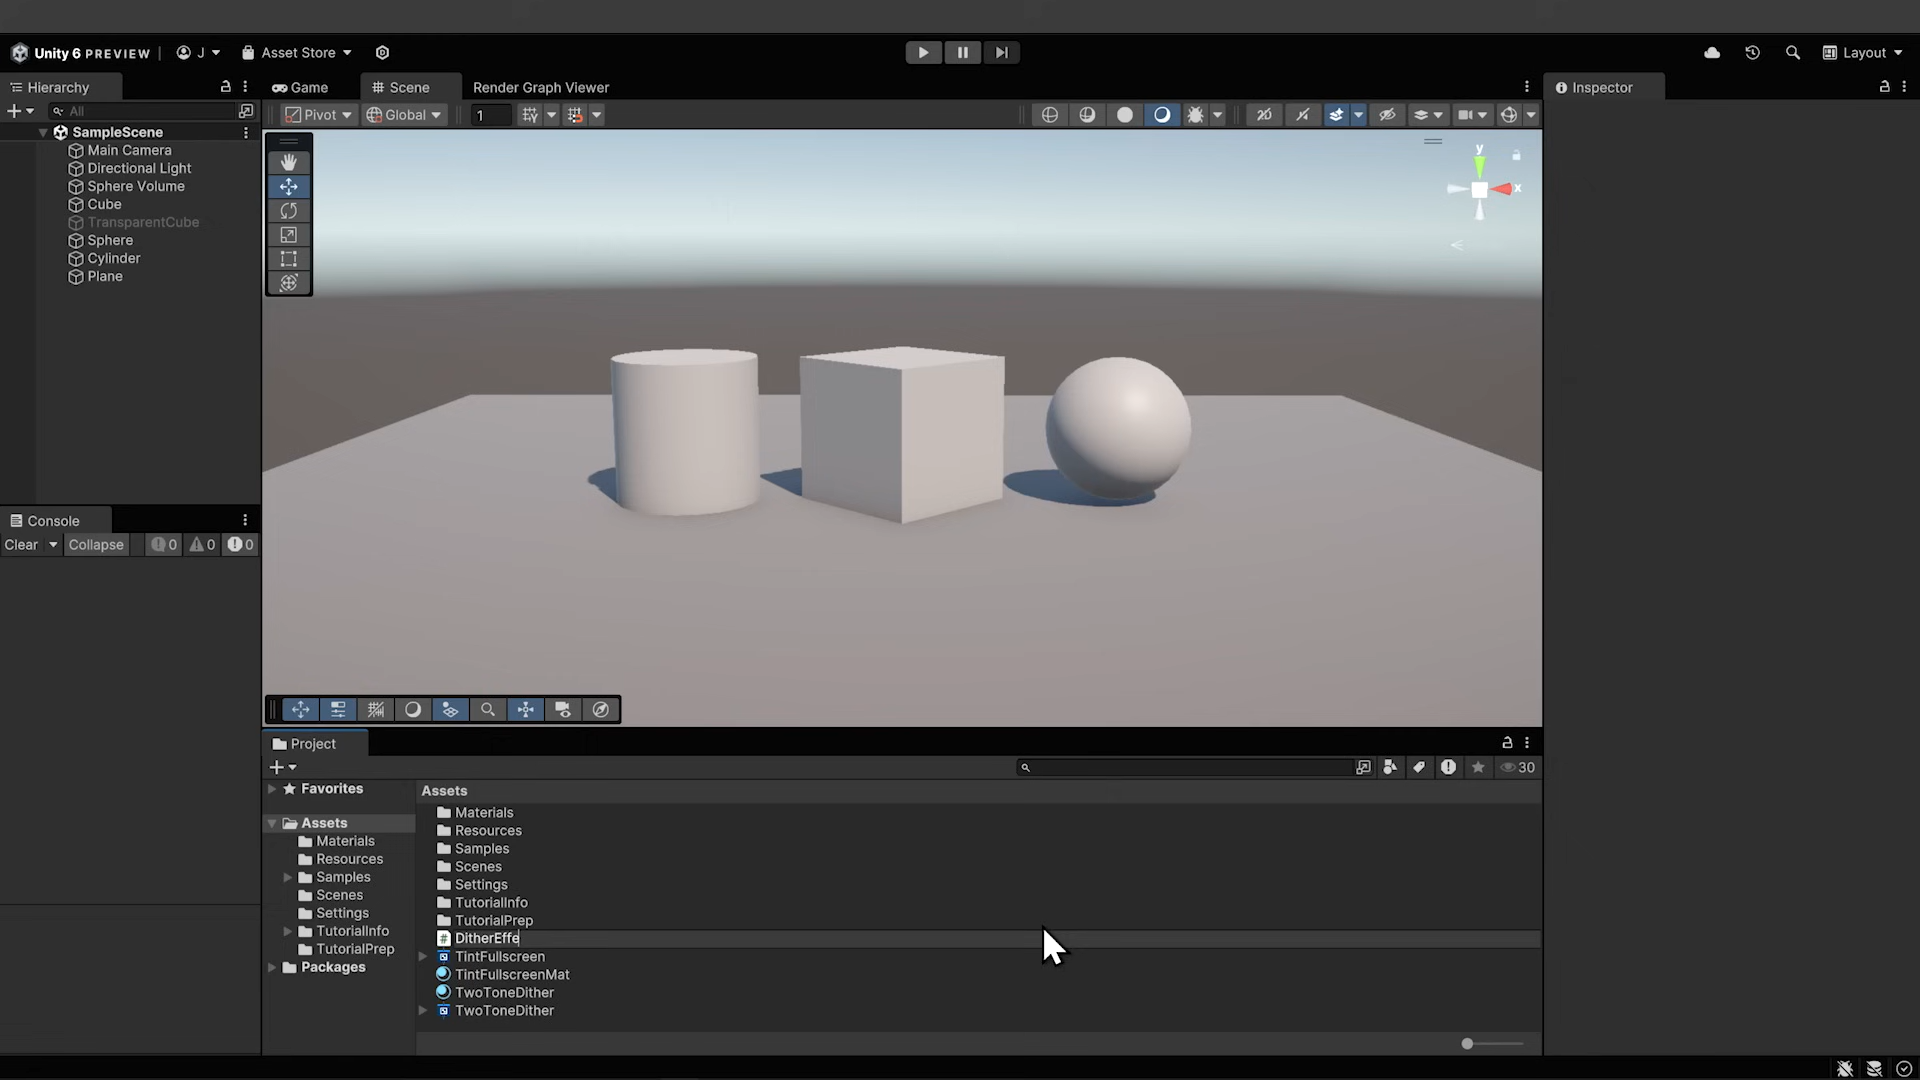 Unity 6 PREVIEW
J
Asset Store
Layout
Hierarchy
Game
Scene
Render Graph Viewer
Inspector
All
Pivot
Global
1
2D
SampleScene
Main Camera
Directional Light
Sphere Volume
Cube
TransparentCube
Sphere
Cylinder
Plane
y
x
Console
Clear
Collapse
0
0
0
Project
30
Favorites
Assets
Materials
Resources
Samples
Scenes
Settings
TutorialInfo
TutorialPrep
Packages
Assets
Materials
Resources
Samples
Scenes
Settings
TutorialInfo
TutorialPrep
DitherEffe
TintFullscreen
TintFullscreenMat
TwoToneDither
TwoToneDither